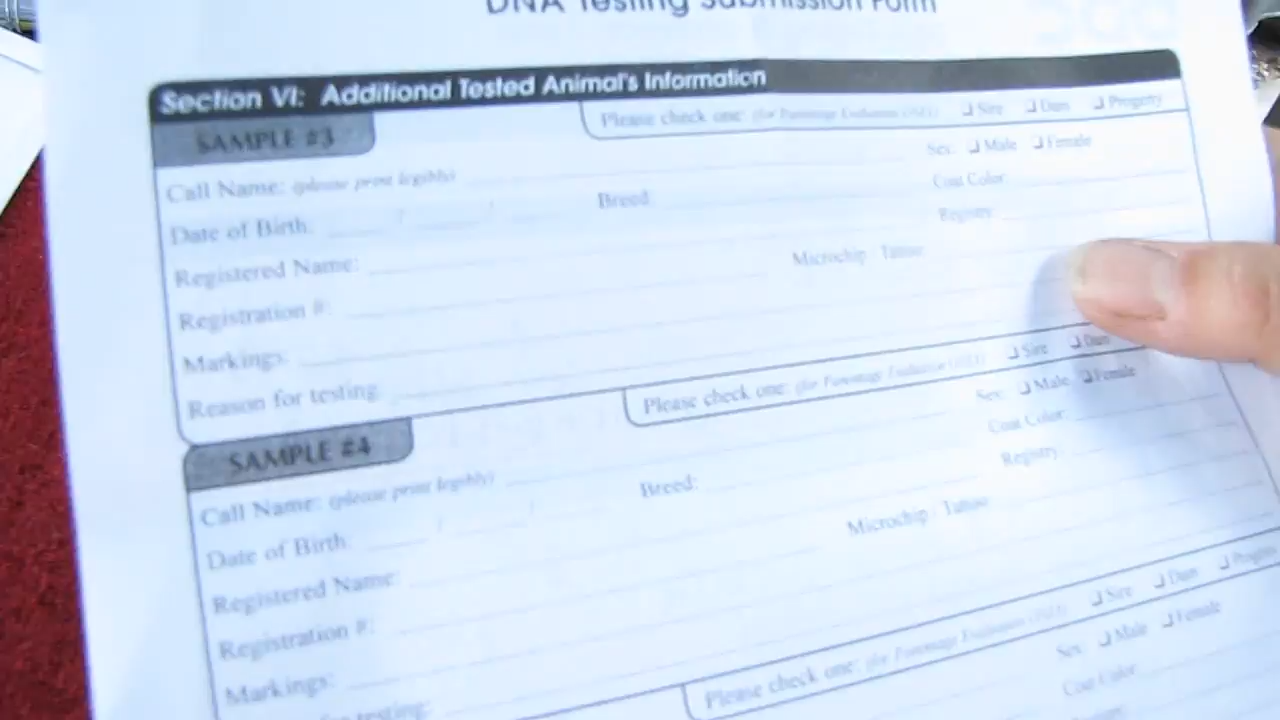 DNA Testing Submission Form
Section VI: Additional Tested Animal's Information
SAMPLE #3
Please check one: (for Parentage Evaluation ONLY) ❏ Sire ❏ Dam ❏ Progeny
Call Name: (please print legibly) Sex: ❏ Male ❏ Female
Date of Birth: / / Breed: Coat Color:
Registered Name: Registry:
Registration #: Microchip / Tattoo:
Markings:
Reason for testing:
SAMPLE #4
Please check one: (for Parentage Evaluation ONLY) ❏ Sire ❏ Dam
Call Name: (please print legibly) Sex: ❏ Male ❏ Female
Date of Birth: / / Breed: Coat Color:
Registered Name: Registry:
Registration #: Microchip / Tattoo:
Markings:
for testing:
Please check one: (for Parentage Evaluation ONLY) ❏ Sire ❏ Dam ❏ Progeny
Sex: ❏ Male ❏ Female
Coat Color: